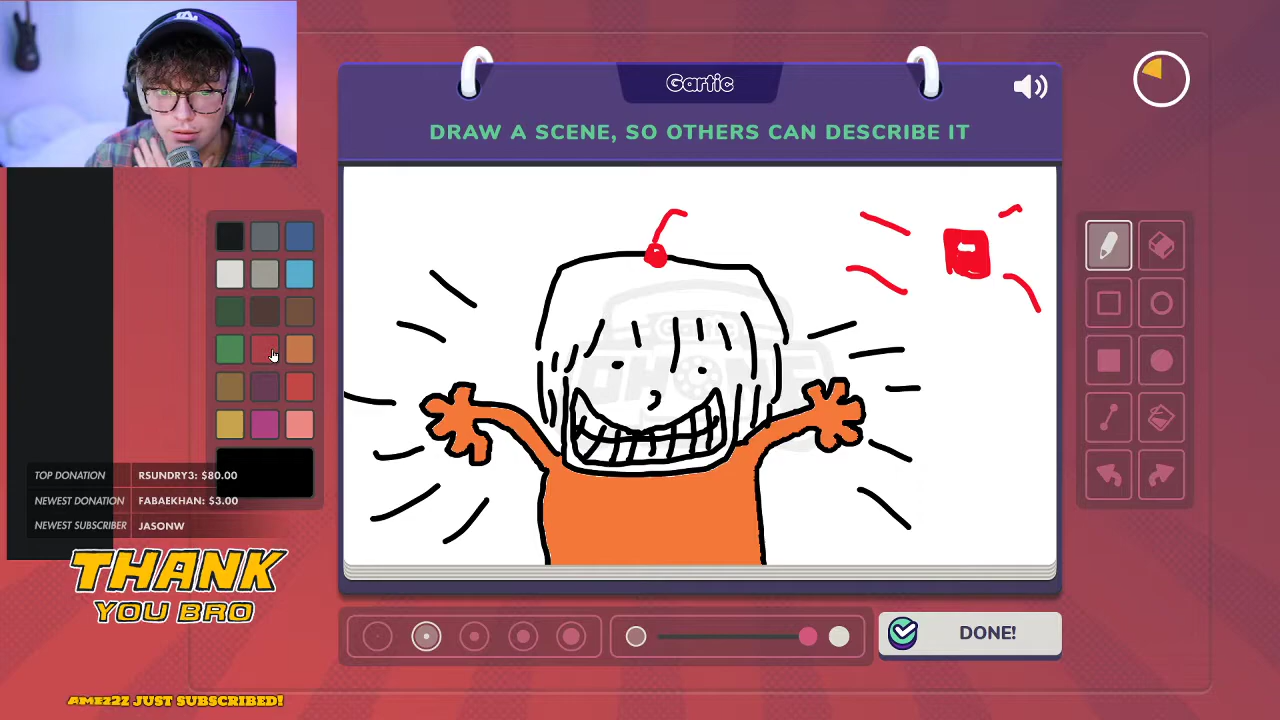 Gartic
DRAW A SCENE, SO OTHERS CAN DESCRIBE IT
TOP DONATION RSUNDRY3: $80.00
NEWEST DONATION FABAEKHAN: $3.00
NEWEST SUBSCRIBER JASONW
THANK
YOU BRO
DONE!
AMEZZZ JUST SUBSCRIBED!